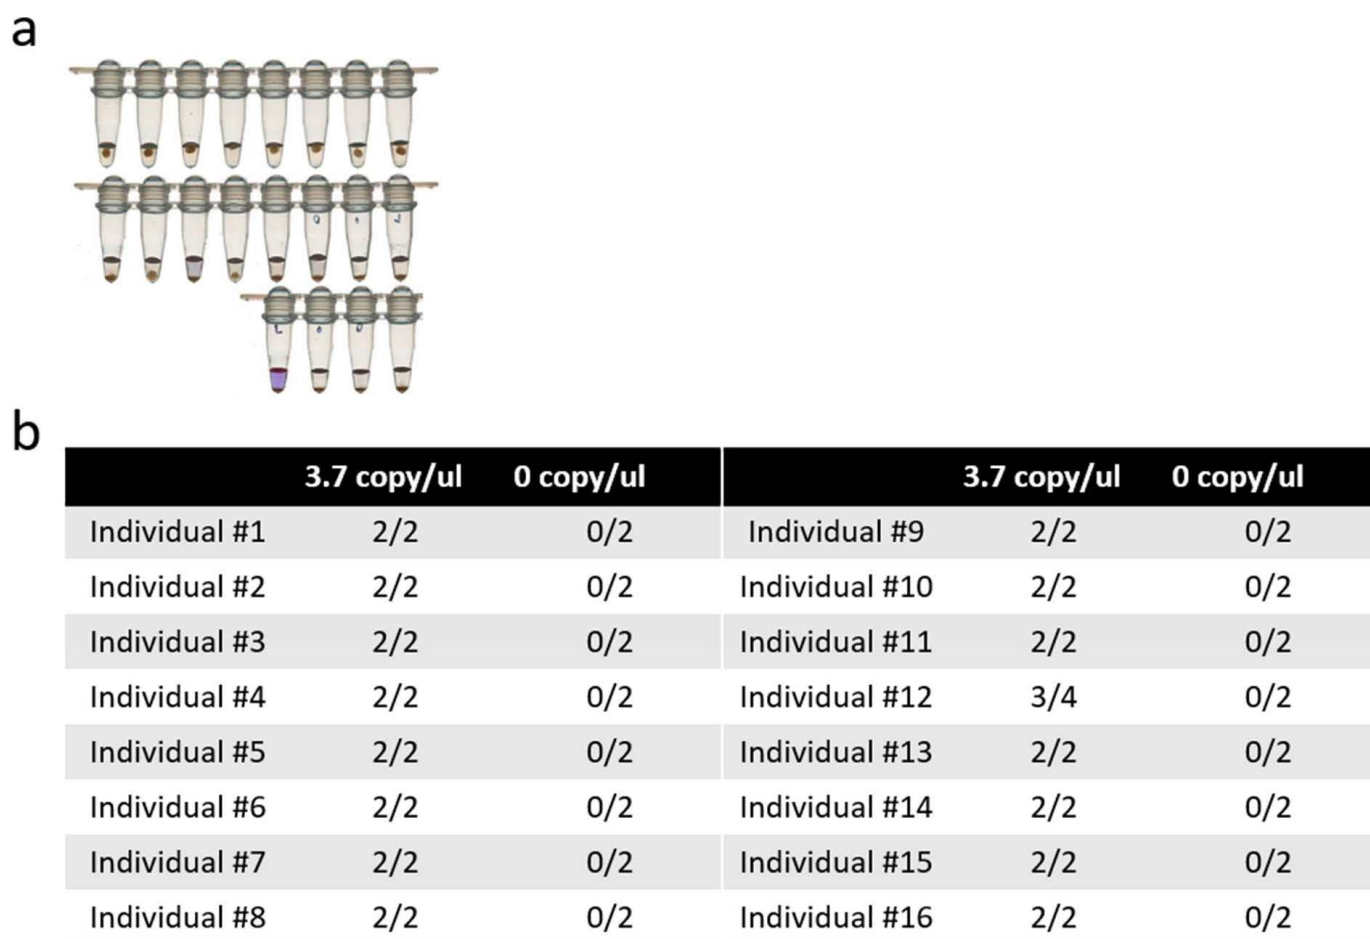 a
b
3.7 copy/ul 0 copy/ul 3.7 copy/ul 0 copy/ul
Individual #1 2/2 0/2 Individual #9 2/2 0/2
Individual #2 2/2 0/2 Individual #10 2/2 0/2
Individual #3 2/2 0/2 Individual #11 2/2 0/2
Individual #4 2/2 0/2 Individual #12 3/4 0/2
Individual #5 2/2 0/2 Individual #13 2/2 0/2
Individual #6 2/2 0/2 Individual #14 2/2 0/2
Individual #7 2/2 0/2 Individual #15 2/2 0/2
Individual #8 2/2 0/2 Individual #16 2/2 0/2